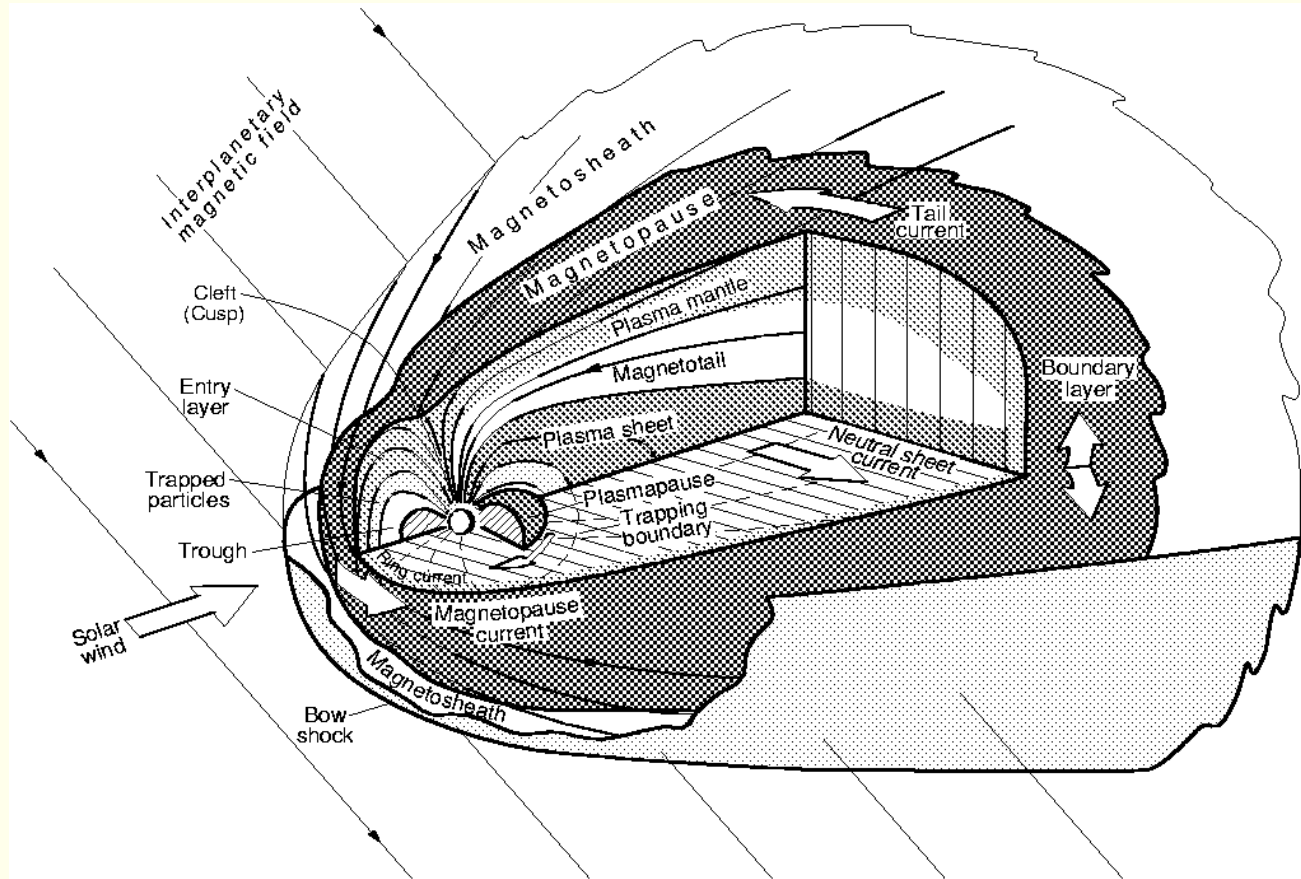 Interplanetary
magnetic field
Magnetosheath
Magnetopause
Tail
current
Cleft
(Cusp)
Plasma mantle
Entry
layer
Magnetotail
Boundary
layer
Plasma sheet
Neutral sheet
current
Trapped
particles
Plasmapause
Trapping
boundary
Trough
Ring current
Magnetopause
current
Solar
wind
Magnetosheath
Bow
shock